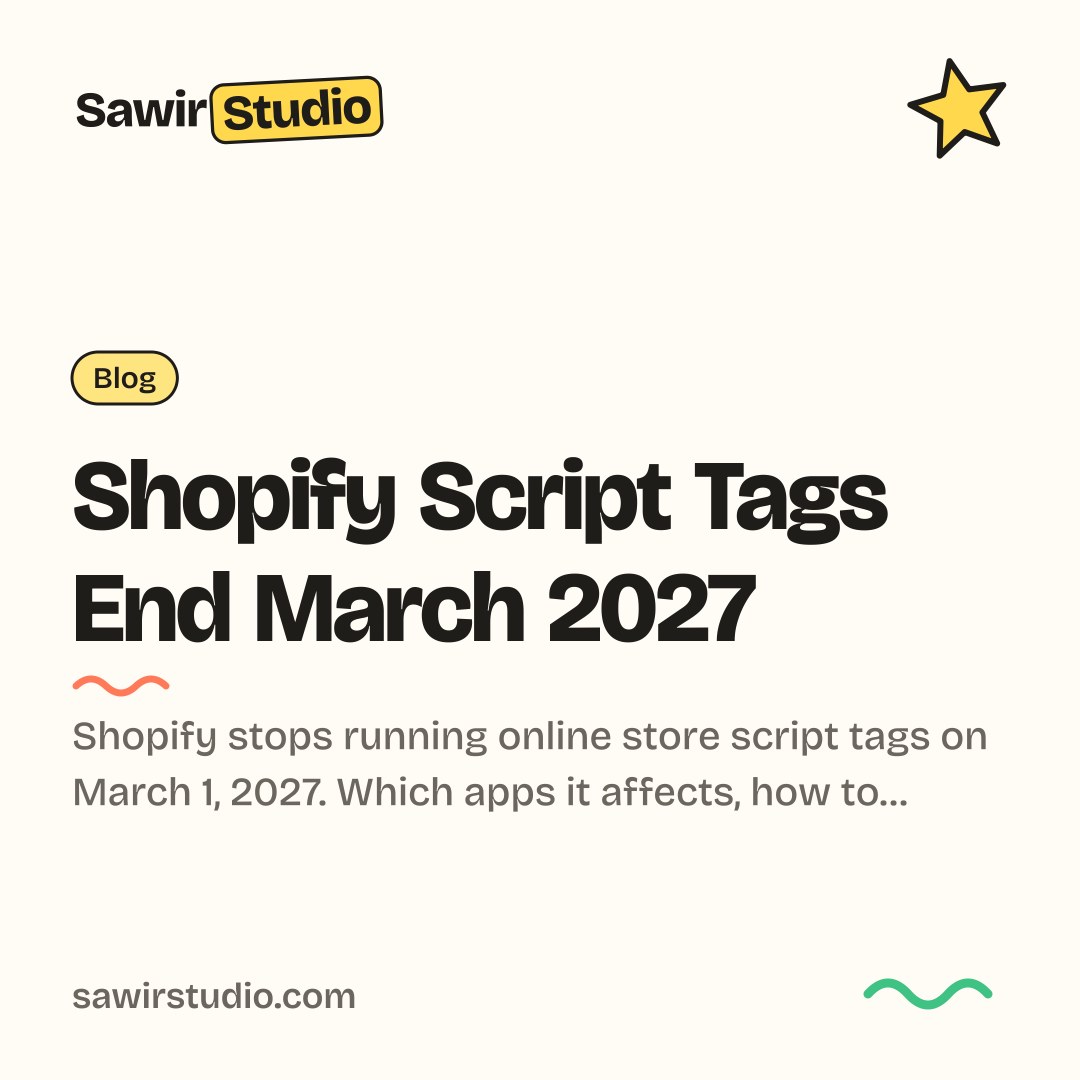 Sawir Studio
Blog
Shopify Script Tags
End March 2027
Shopify stops running online store script tags on
March 1, 2027. Which apps it affects, how to...
sawirstudio.com